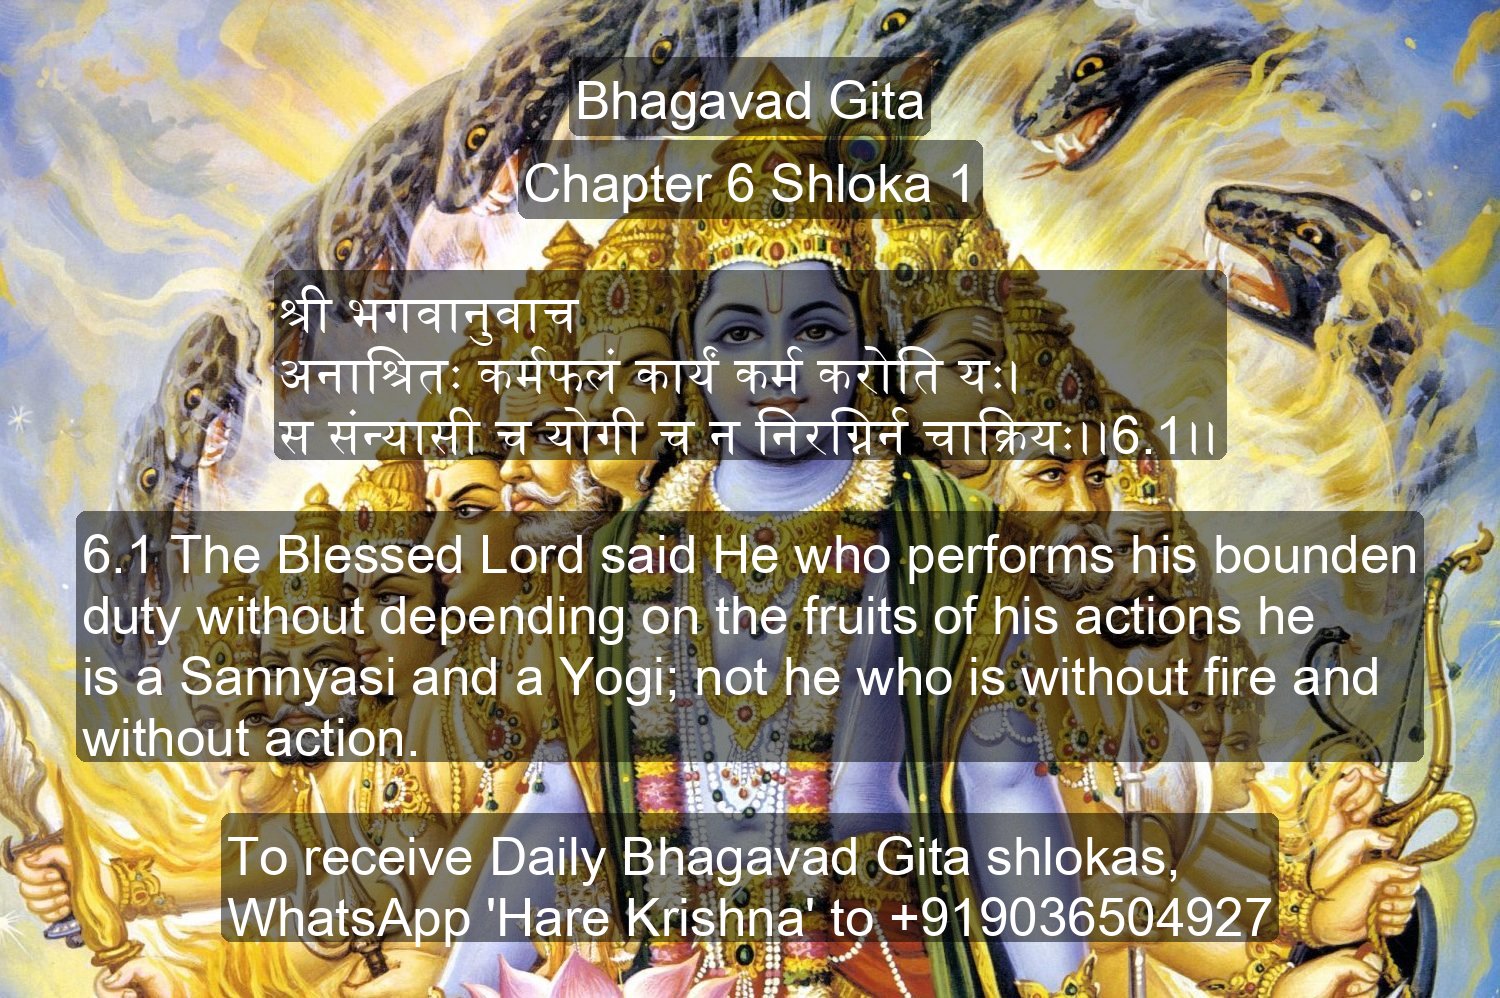 Bhagavad Gita
Chapter 6 Shloka 1
श्री भगवानुवाच
अनाश्रितः कर्मफलं कार्यं कर्म करोति यः।
स संन्यासी च योगी च न निरग्निर्न चाक्रियः।।6.1।।
6.1 The Blessed Lord said He who performs his bounden
duty without depending on the fruits of his actions he
is a Sannyasi and a Yogi; not he who is without fire and
without action.
To receive Daily Bhagavad Gita shlokas,
WhatsApp 'Hare Krishna' to +919036504927